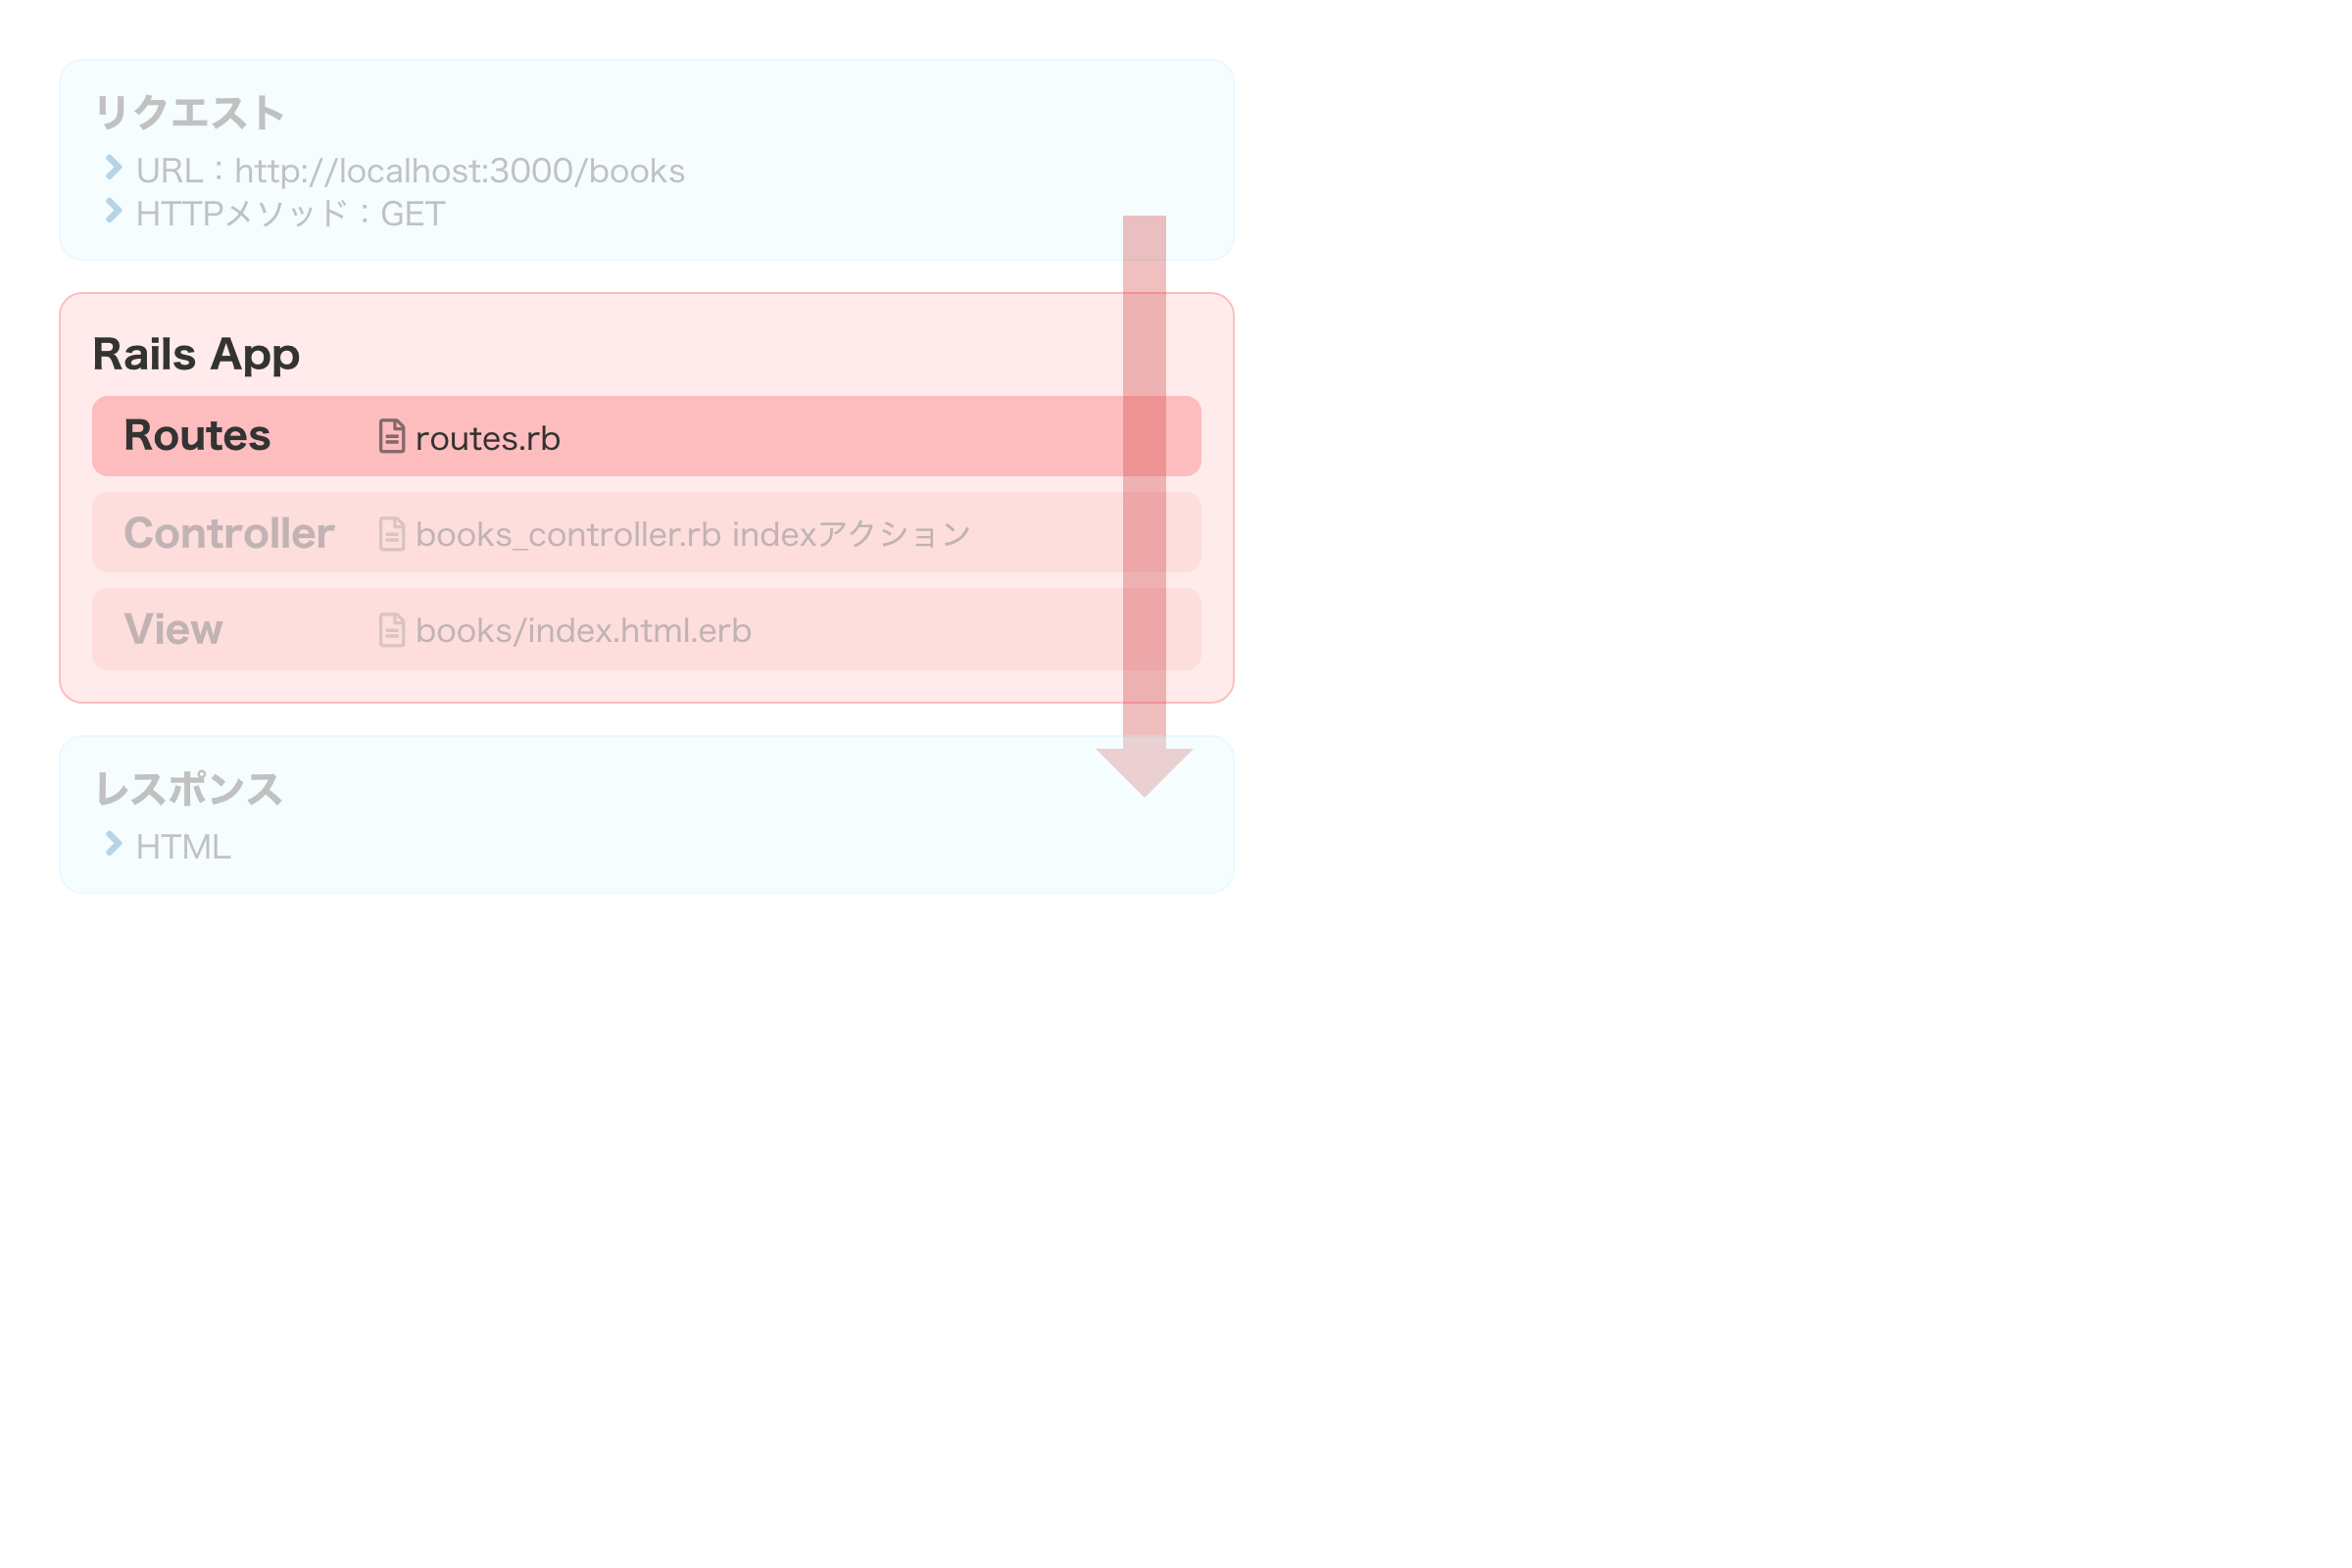 リクエスト
URL：http://localhost:3000/books
HTTPメソッド：GET
Rails App
Routes routes.rb
Controller books_controller.rb indexアクション
View books/index.html.erb
レスポンス
HTML